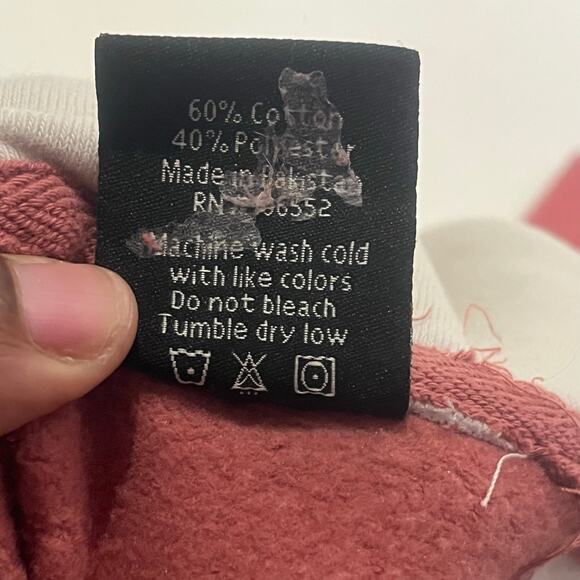 60% Cotton
40% Polyester
Made in Pakistan
RN
Machine wash cold
with like colors
Do not bleach
Tumble dry low